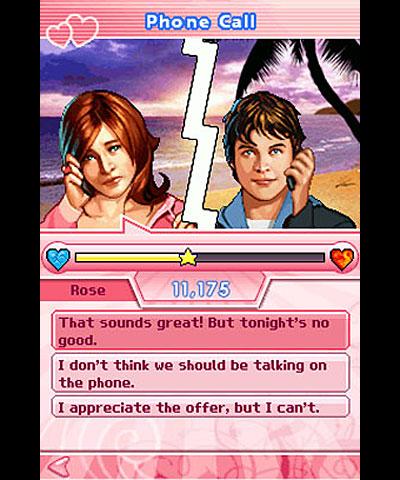 Phone Call
Rose
11,175
That sounds great! But tonight's no
good.
I don't think we should be talking on
the phone.
I appreciate the offer, but I can't.